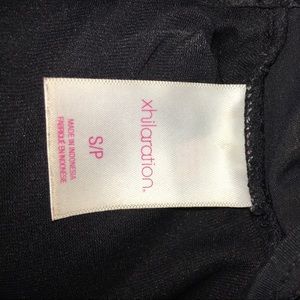 xhilaration.
S/P
MADE IN INDONESIA
FABRIQUÉ EN INDONÉSIE